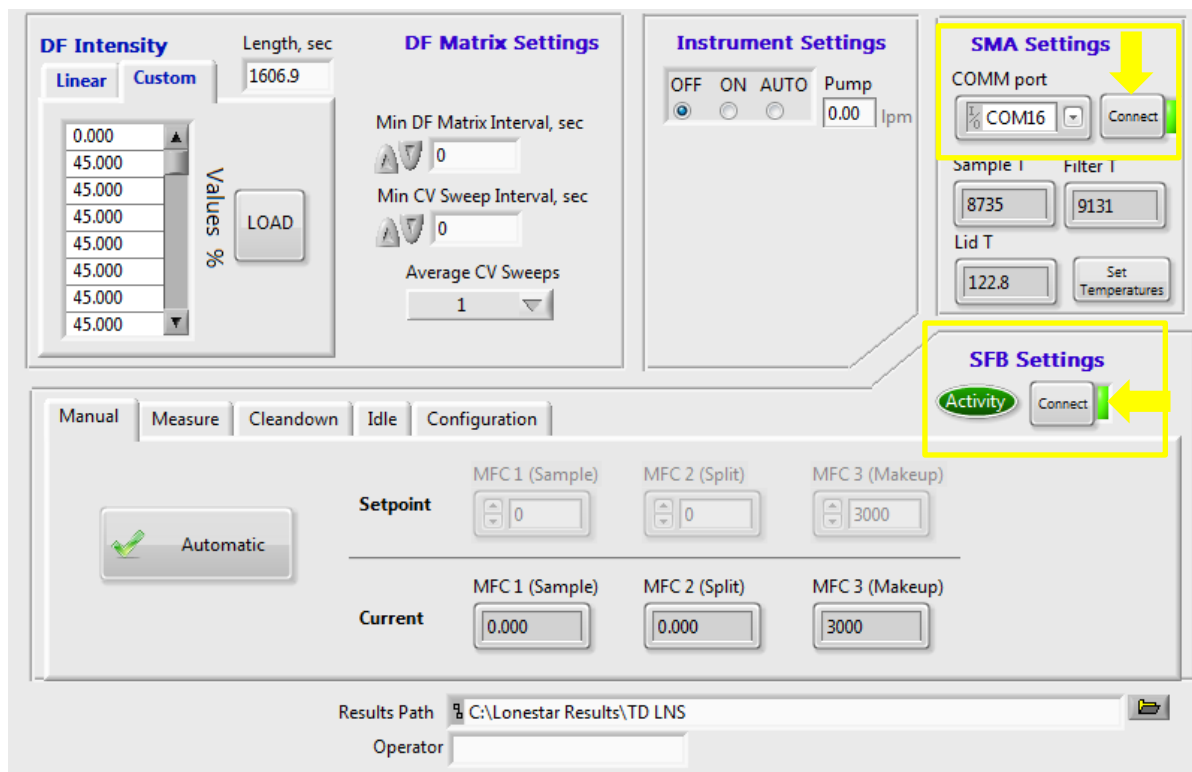 DF Intensity
Length, sec
Linear
Custom
1606.9
0.000
45.000
45.000
45.000
45.000
45.000
45.000
45.000
Values %
LOAD
DF Matrix Settings
Min DF Matrix Interval, sec
0
Min CV Sweep Interval, sec
0
Average CV Sweeps
1
Instrument Settings
OFF ON AUTO
Pump
0.00 lpm
SMA Settings
COMM port
I/O COM16
Connect
Sample T Filter T
8735 9131
Lid T
122.8
Set
Temperatures
SFB Settings
Activity
Connect
Manual Measure Cleandown Idle Configuration
Automatic
MFC 1 (Sample) MFC 2 (Split) MFC 3 (Makeup)
Setpoint 0 0 3000
MFC 1 (Sample) MFC 2 (Split) MFC 3 (Makeup)
Current 0.000 0.000 3000
Results Path C:\Lonestar Results\TD LNS
Operator